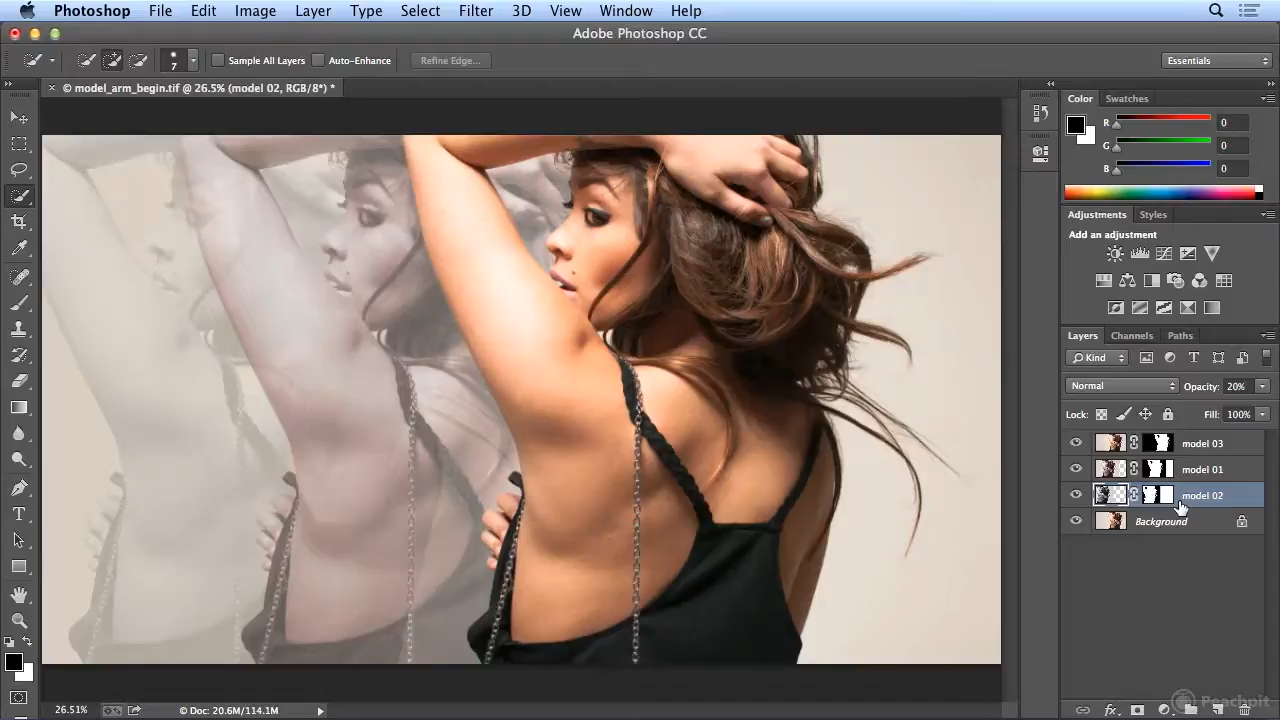 Photoshop File Edit Image Layer Type Select Filter 3D View Window Help
Adobe Photoshop CC
7 Sample All Layers Auto-Enhance Refine Edge... Essentials
× © model_arm_begin.tif @ 26.5% (model 02, RGB/8*) *
Color Swatches
R 0
G 0
B 0
Adjustments Styles
Add an adjustment
Layers Channels Paths
Kind
Normal Opacity: 20%
Lock: Fill: 100%
model 03
model 01
model 02
Background
26.51% © Doc: 20.6M/114.1M
Peachpit